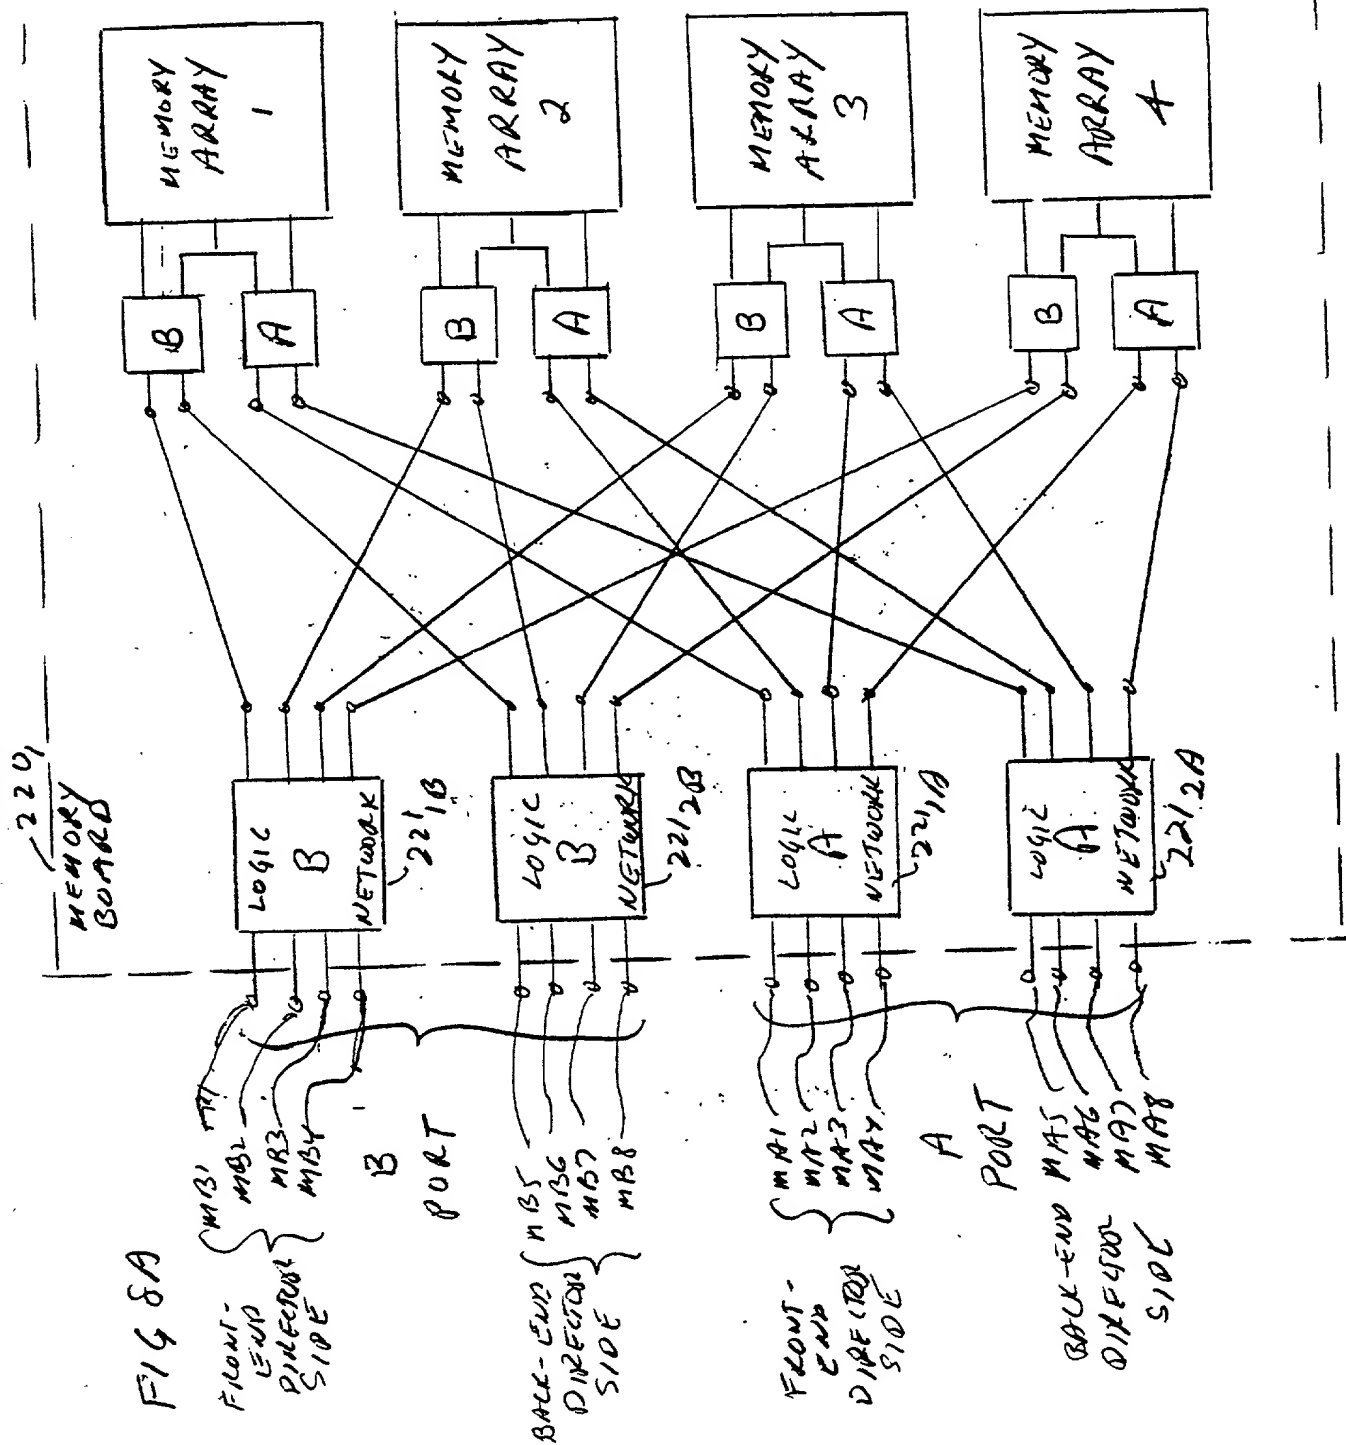 MEMORY
ARRAY
1
MEMORY
ARRAY
2
MEMORY
ARRAY
3
MEMORY
ARRAY
4
B
A
B
A
B
A
B
A
220,
MEMORY
BOARD
LOGIC
B
NETWORK
221,B
LOGIC
B
NETWORK
221,2B
LOGIC
A
NETWORK
221,A
LOGIC
A
NETWORK
221,2A
MB1
MB2
MB3
MB4
B
PORT
MB5
MB6
MB7
MB8
MA1
MA2
MA3
MA4
A
PORT
MA5
MA6
MA7
MA8
FIG 8A
FRONT-
END
DIRECTOR
SIDE
BACK-END
DIRECTOR
SIDE
FRONT-
END
DIRECTOR
SIDE
BACK-END
DIRECTOR
SIDE